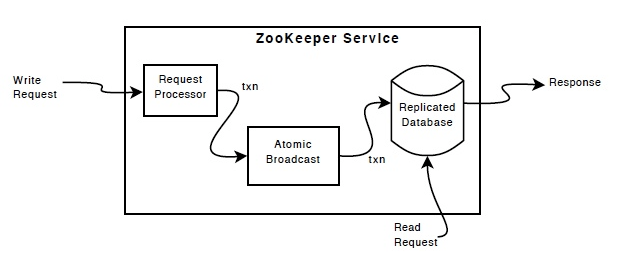 ZooKeeper Service
Write
Request
Request
Processor
txn
Atomic
Broadcast
txn
Replicated
Database
Response
Read
Request